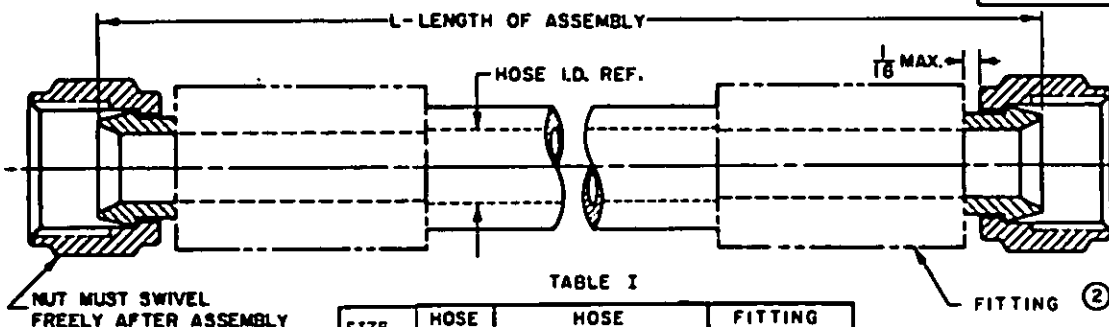 L-LENGTH OF ASSEMBLY
HOSE I.D. REF.
1/16 MAX.
NUT MUST SWIVEL
FREELY AFTER ASSEMBLY
TABLE I
FITTING ②
SIZE
HOSE
HOSE
FITTING